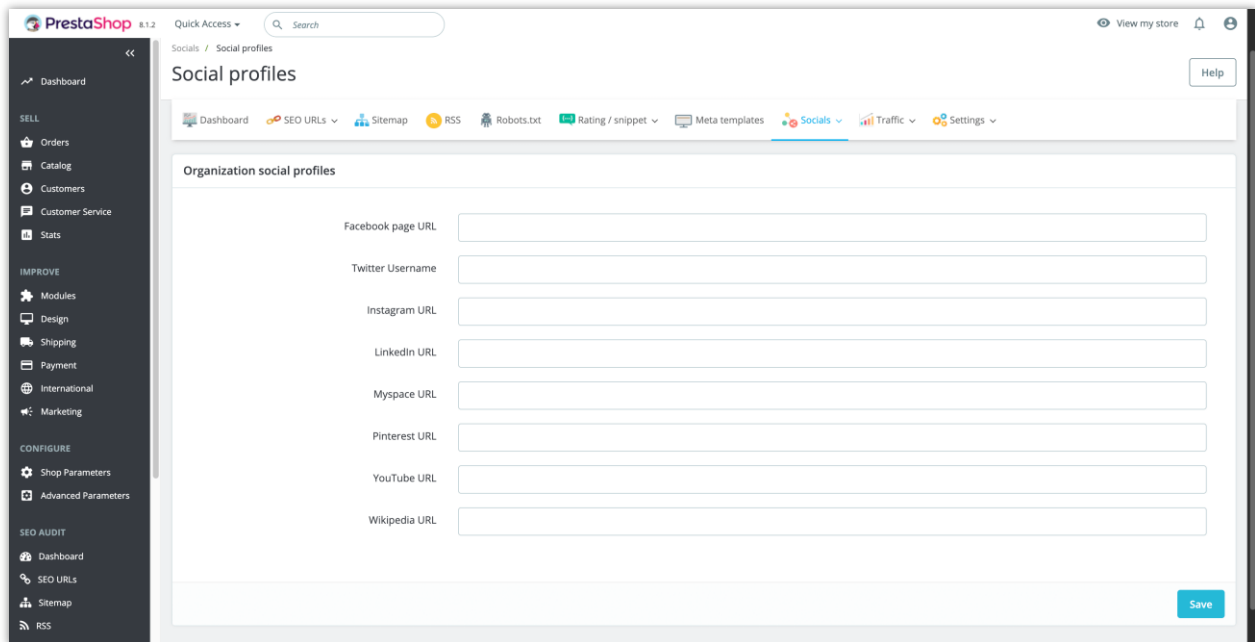 PrestaShop 8.1.2 Quick Access Search View my store
Socials / Social profiles
Social profiles
Help
Dashboard SEO URLs Sitemap RSS Robots.txt Rating / snippet Meta templates Socials Traffic Settings
Organization social profiles
Facebook page URL
Twitter Username
Instagram URL
LinkedIn URL
Myspace URL
Pinterest URL
YouTube URL
Wikipedia URL
Save
Dashboard
SELL
Orders
Catalog
Customers
Customer Service
Stats
IMPROVE
Modules
Design
Shipping
Payment
International
Marketing
CONFIGURE
Shop Parameters
Advanced Parameters
SEO AUDIT
Dashboard
SEO URLs
Sitemap
RSS